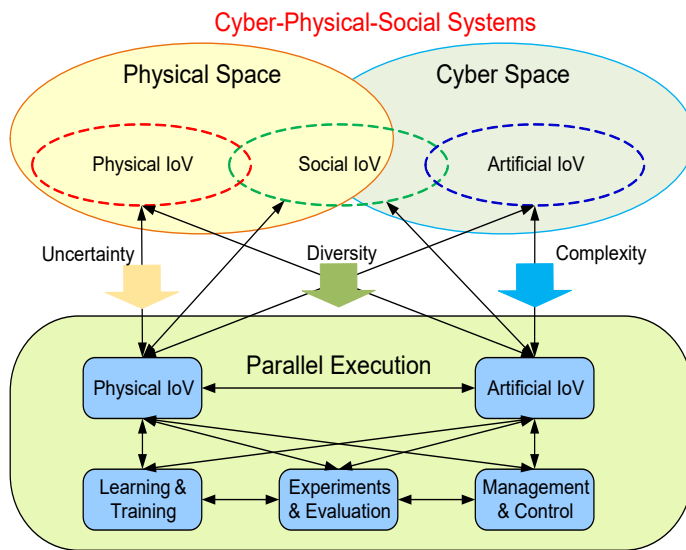 Cyber-Physical-Social Systems
Physical Space
Cyber Space
Physical IoV
Social IoV
Artificial IoV
Uncertainty
Diversity
Complexity
Parallel Execution
Physical IoV
Artificial IoV
Learning &
Training
Experiments
& Evaluation
Management
& Control